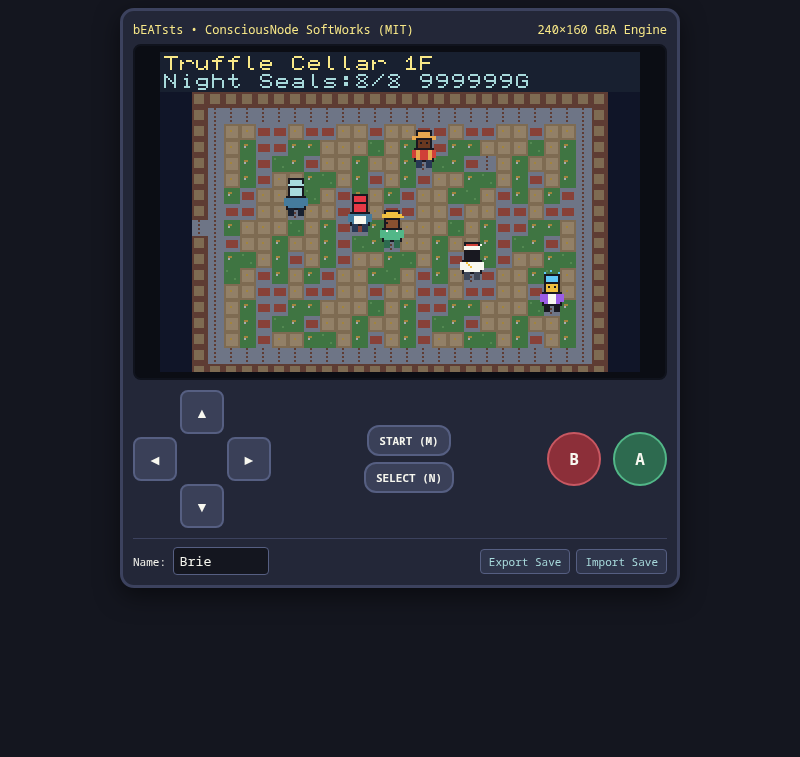 bEATsts • ConsciousNode SoftWorks (MIT)
240×160 GBA Engine
Truffle Cellar 1F
Night Seals:8/8 999999G
▲
◄
►
▼
START (M)
SELECT (N)
B
A
Name: Brie
Export Save
Import Save